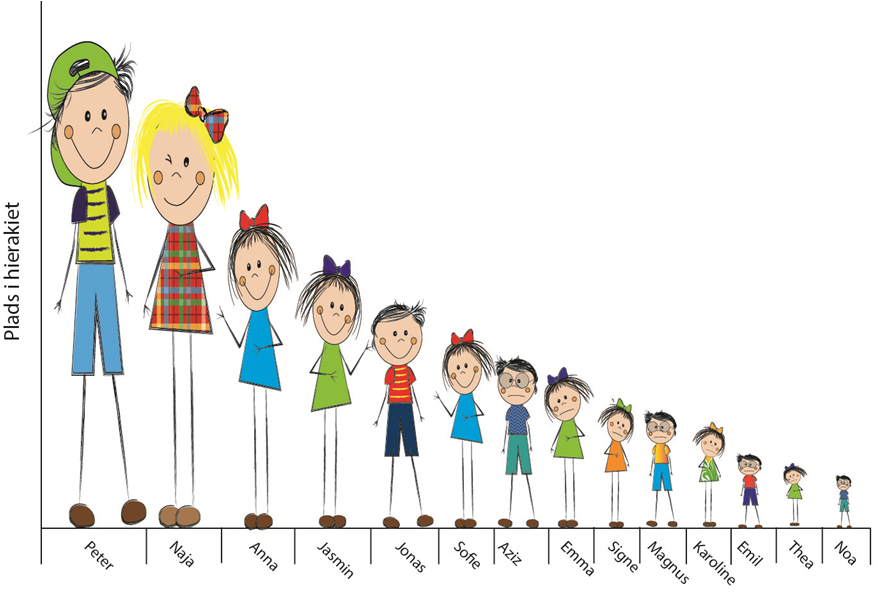 Plads i hierakiet
Peter
Naja
Anna
Jasmin
Jonas
Sofie
Aziz
Emma
Signe
Magnus
Karoline
Emil
Thea
Noa